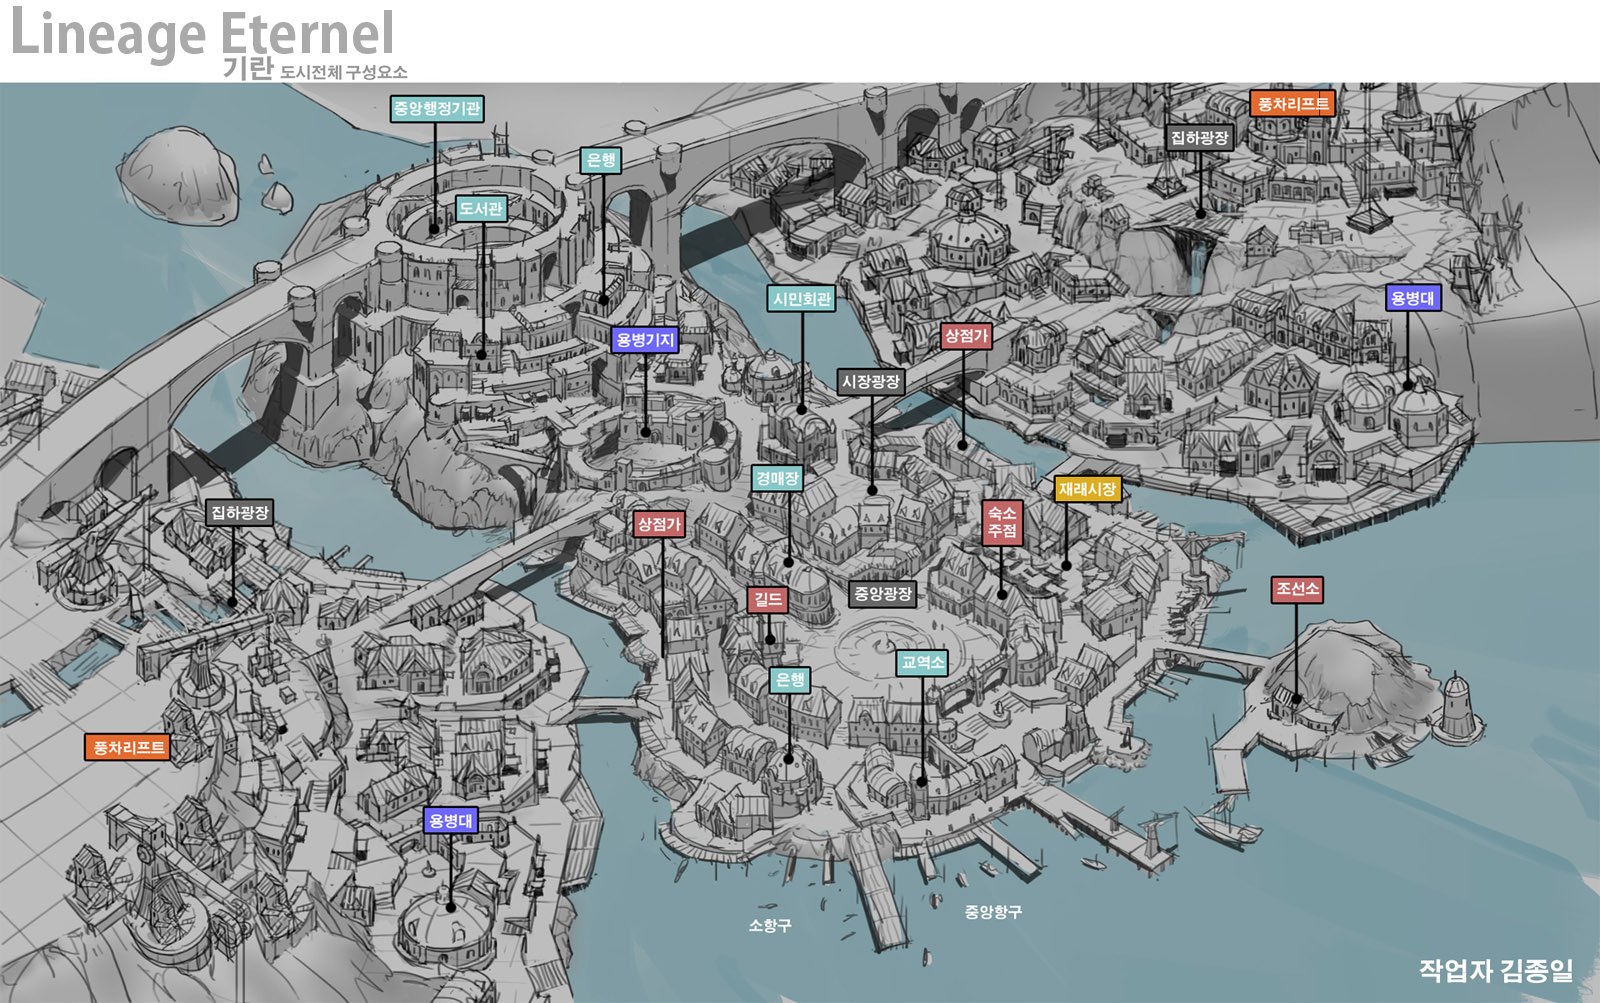 Lineage Eternel
기란 도시전체 구성요소
중앙행정기관
풍차리프트
집하광장
은행
도서관
시민회관
용병대
용병기지
상점가
시장광장
경매장
재래시장
집하광장
상점가
숙소
주점
조선소
길드
중앙광장
교역소
은행
풍차리프트
용병대
중앙항구
소항구
작업자 김종일